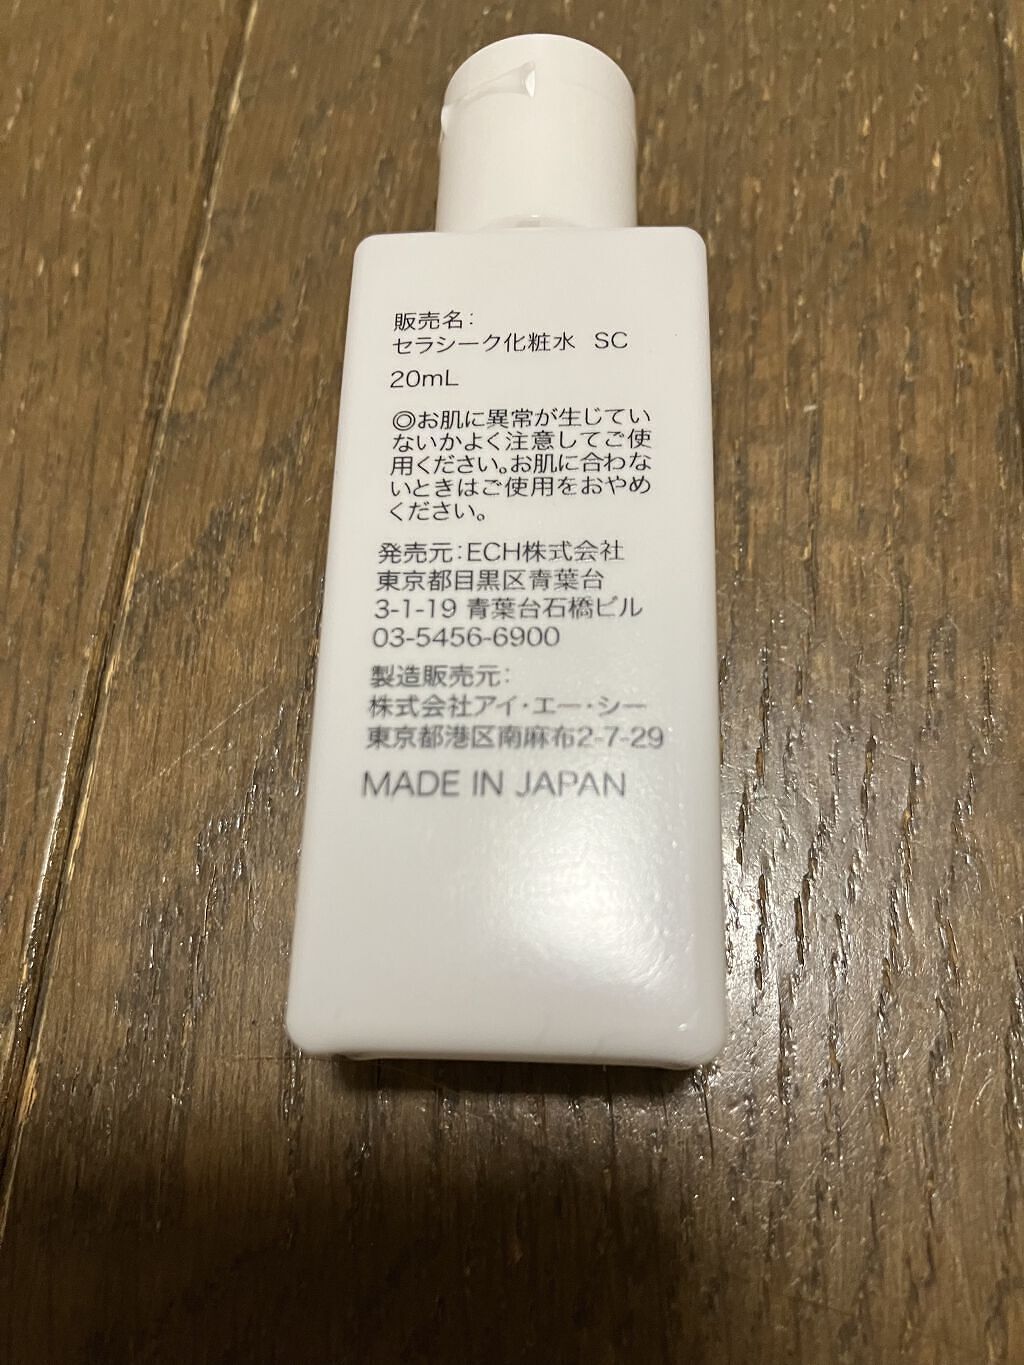 販売名:
セラシーク化粧水 SC
20mL
◎お肌に異常が生じてい
ないかよく注意してご使
用ください。お肌に合わな
いときはご使用をおやめ
ください。
発売元:ECH株式会社
東京都目黒区青葉台
3-1-19 青葉台石橋ビル
03-5456-6900
製造販売元:
株式会社アイ・エー・シー
東京都港区南麻布2-7-29
MADE IN JAPAN